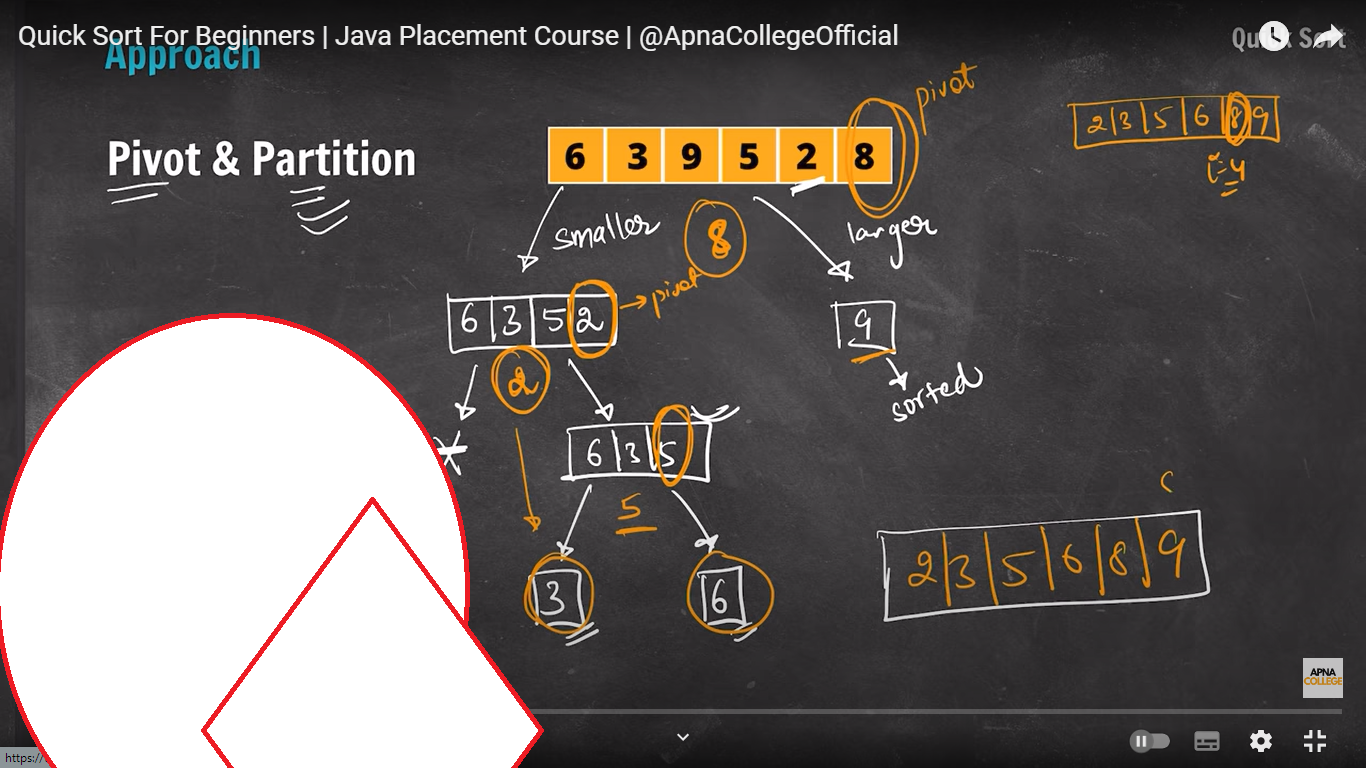 Quick Sort For Beginners | Java Placement Course | @ApnaCollegeOfficial
Approach
Quick Sort
pivot
2 3 5 6 8 9
i=4
Pivot & Partition
6 3 9 5 2 8
smaller
8
larger
6 3 5 2
pivot
9
2
sorted
6 3 5
5
3
6
2 3 5 6 8 9
APNA
COLLEGE
https://